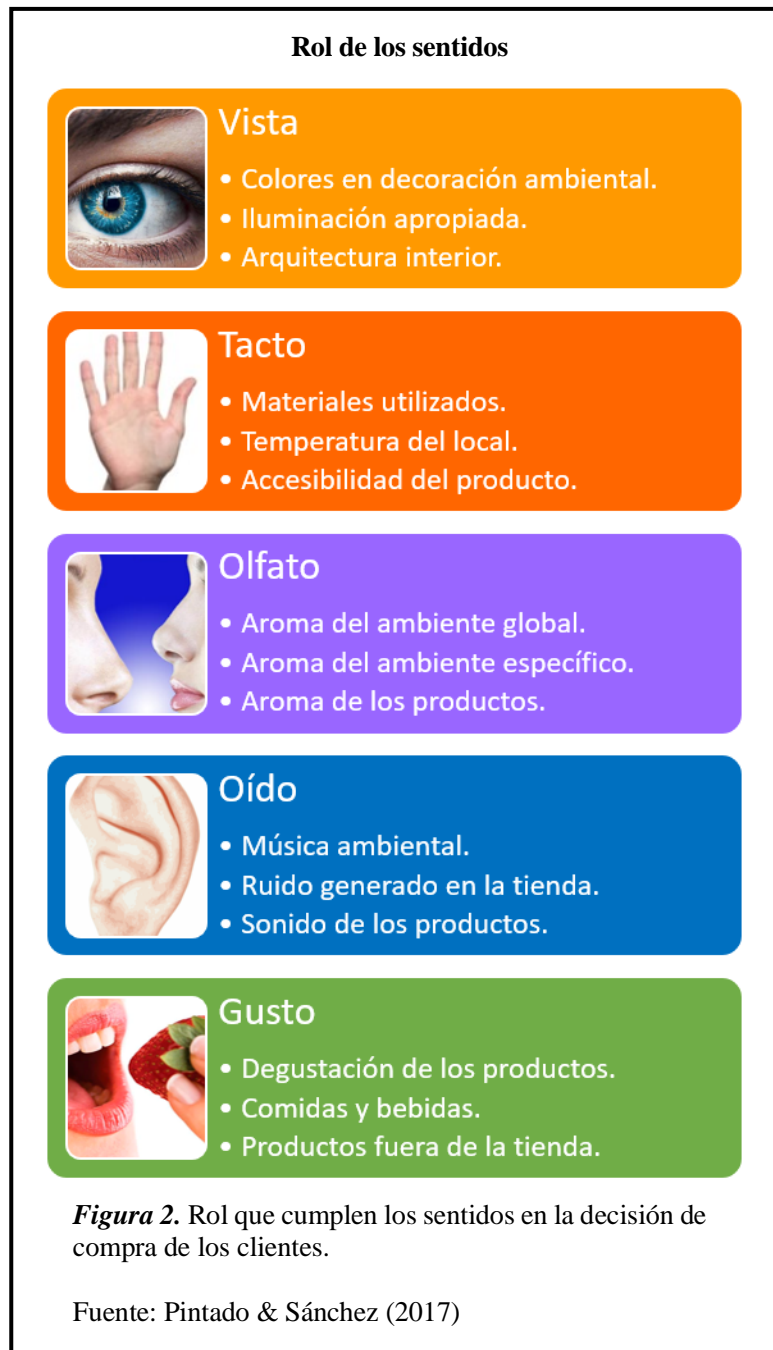 Rol de los sentidos
Vista
• Colores en decoración ambiental.
• Iluminación apropiada.
• Arquitectura interior.
Tacto
• Materiales utilizados.
• Temperatura del local.
• Accesibilidad del producto.
Olfato
• Aroma del ambiente global.
• Aroma del ambiente específico.
• Aroma de los productos.
Oído
• Música ambiental.
• Ruido generado en la tienda.
• Sonido de los productos.
Gusto
• Degustación de los productos.
• Comidas y bebidas.
• Productos fuera de la tienda.
Figura 2. Rol que cumplen los sentidos en la decisión de
compra de los clientes.
Fuente: Pintado & Sánchez (2017)